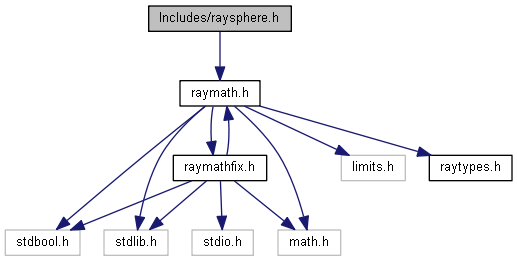 Includes/raysphere.h
raymath.h
raymathfix.h
limits.h
raytypes.h
stdbool.h
stdlib.h
stdio.h
math.h